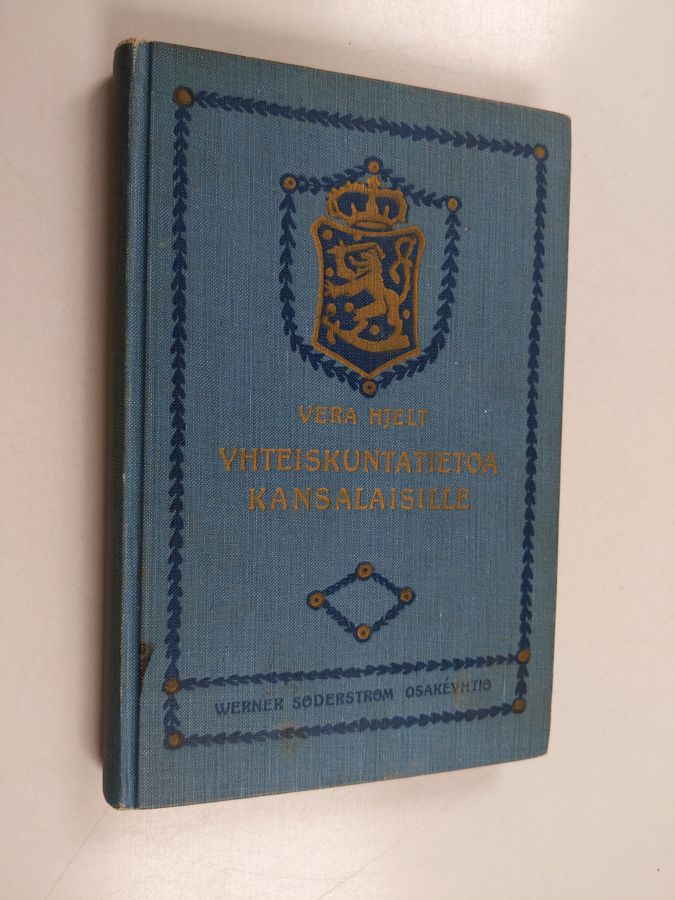 VERA HJELT
YHTEISKUNTATIETOA
KANSALAISILLE
WERNER SÖDERSTRÖM OSAKEYHTIÖ